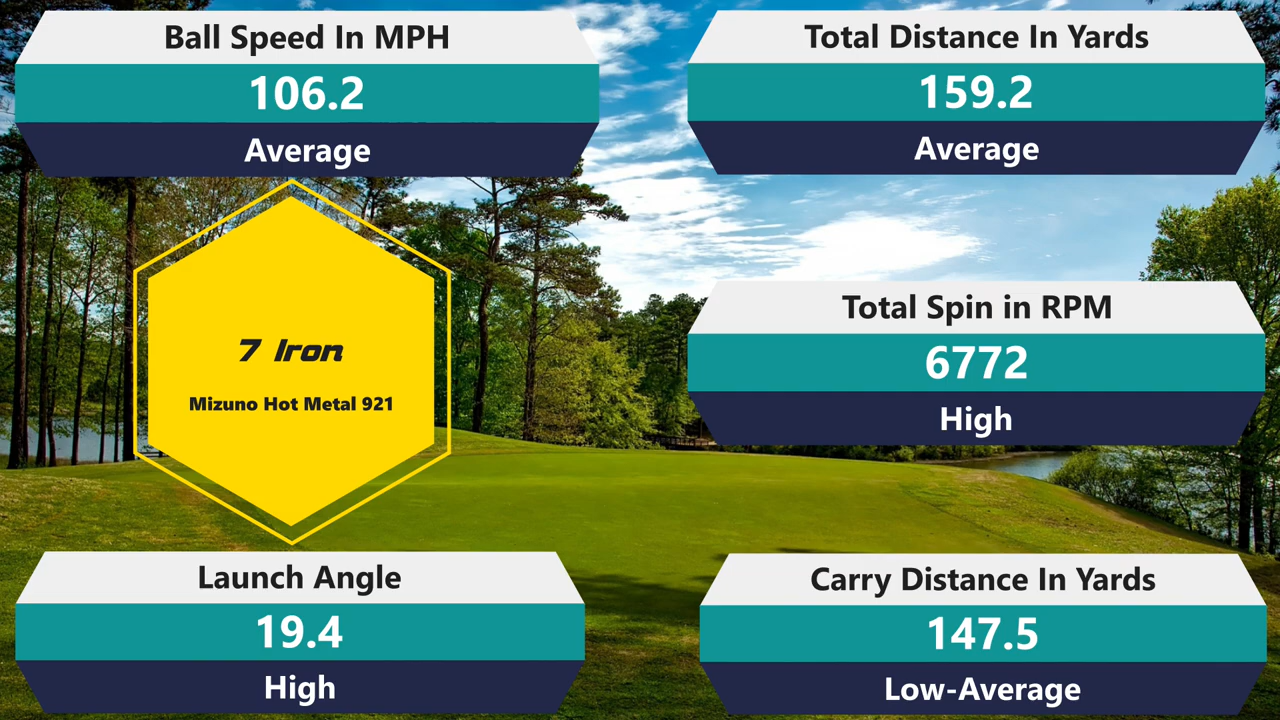 Ball Speed In MPH
106.2
Average
Total Distance In Yards
159.2
Average
7 Iron
Mizuno Hot Metal 921
Total Spin in RPM
6772
High
Launch Angle
19.4
High
Carry Distance In Yards
147.5
Low-Average